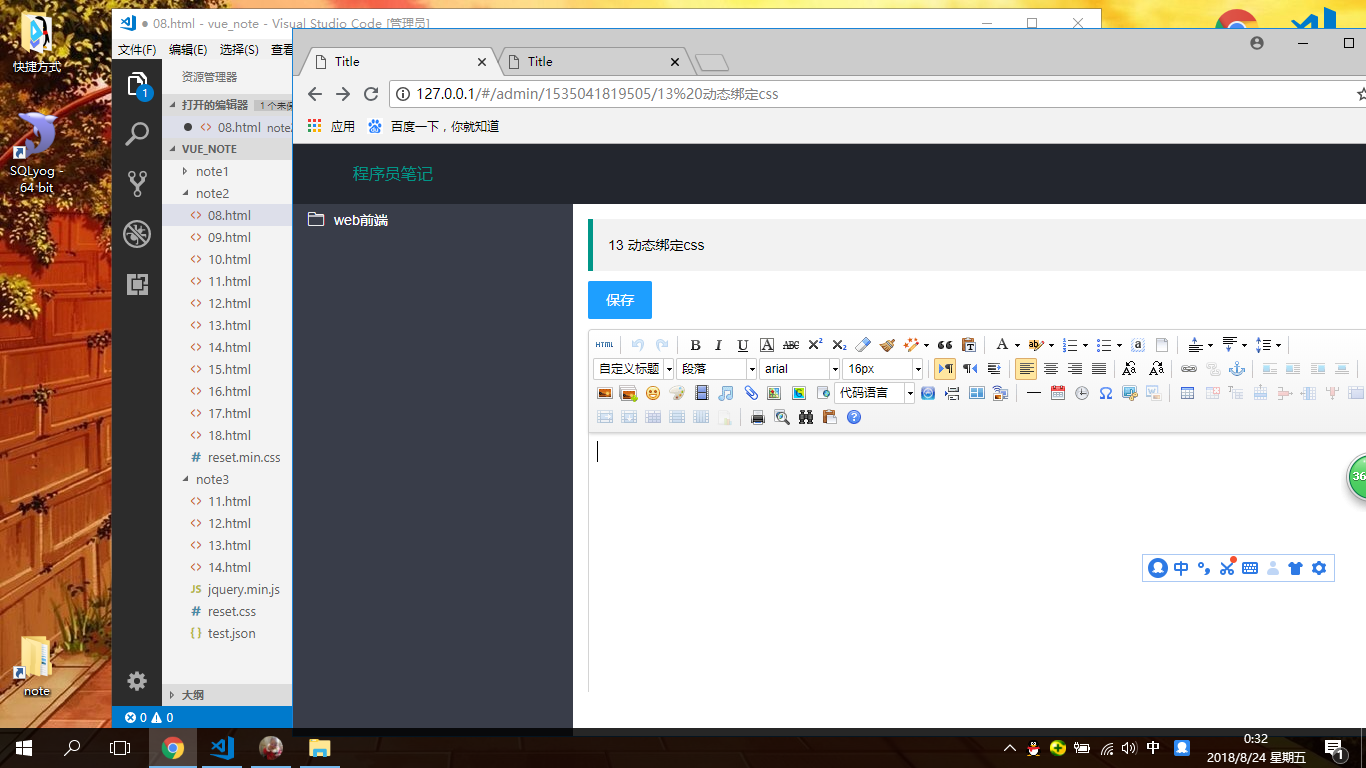 快捷方式
SQLyog -
64 bit
note
08.html - vue_note - Visual Studio Code [管理员]
文件(F) 编辑(E) 选择(S) 查看
资源管理器
打开的编辑器
08.html
VUE_NOTE
note1
note2
08.html
09.html
10.html
11.html
12.html
13.html
14.html
15.html
16.html
17.html
18.html
# reset.min.css
note3
11.html
12.html
13.html
14.html
JS jquery.min.js
# reset.css
{} test.json
大纲
0 0
1
Title
Title
127.0.0.1/#/admin/1535041819505/13%20动态绑定css
应用
百度一下，你就知道
程序员笔记
web前端
13 动态绑定css
保存
HTML
自定义标题 段落 arial 16px
代码语言
36
中
中
0:32
2018/8/24 星期五
1